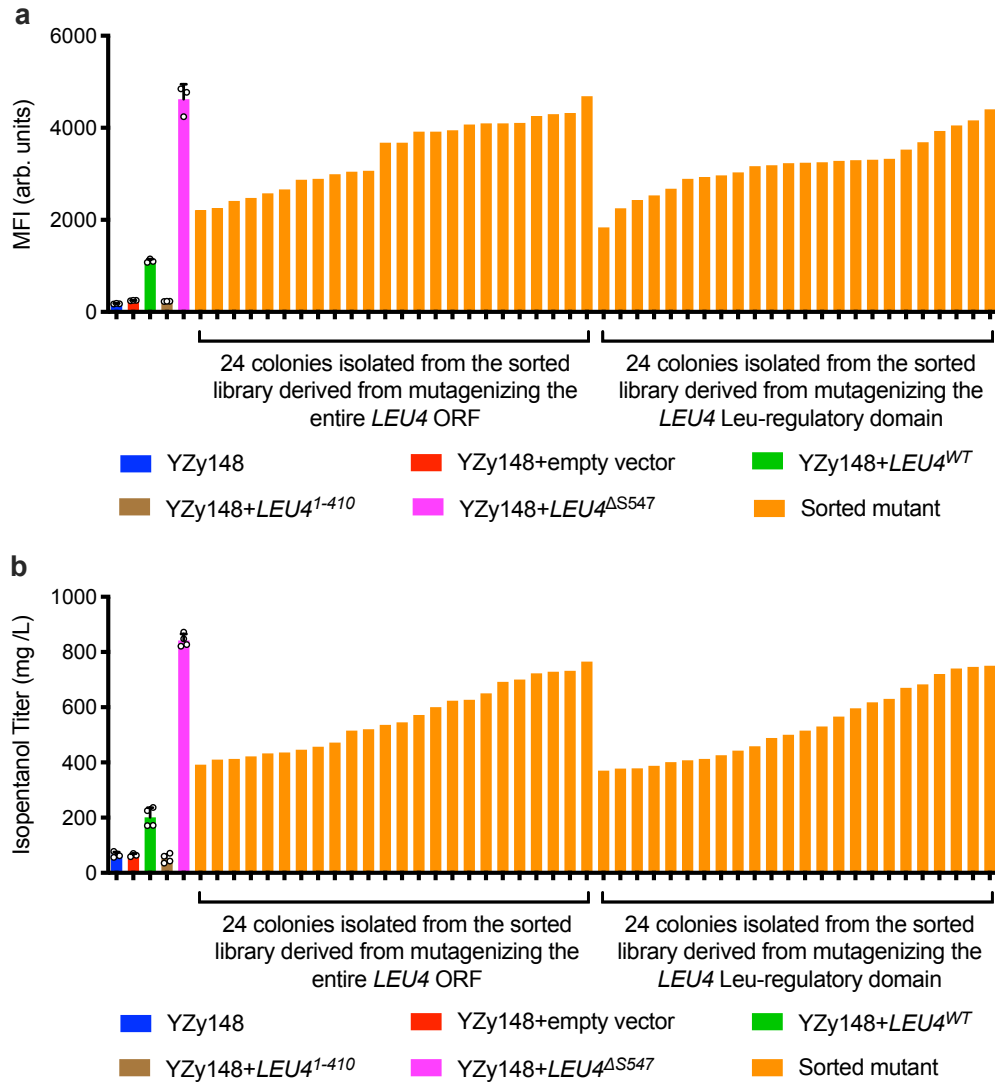 a
6000
4000
2000
0
MFI (arb. units)
24 colonies isolated from the sorted
library derived from mutagenizing the
entire LEU4 ORF
24 colonies isolated from the sorted
library derived from mutagenizing the
LEU4 Leu-regulatory domain
YZy148
YZy148+empty vector
YZy148+LEU4WT
YZy148+LEU41-410
YZy148+LEU4ΔS547
Sorted mutant
b
1000
800
600
400
200
0
Isopentanol Titer (mg /L)
24 colonies isolated from the sorted
library derived from mutagenizing the
entire LEU4 ORF
24 colonies isolated from the sorted
library derived from mutagenizing the
LEU4 Leu-regulatory domain
YZy148
YZy148+empty vector
YZy148+LEU4WT
YZy148+LEU41-410
YZy148+LEU4ΔS547
Sorted mutant